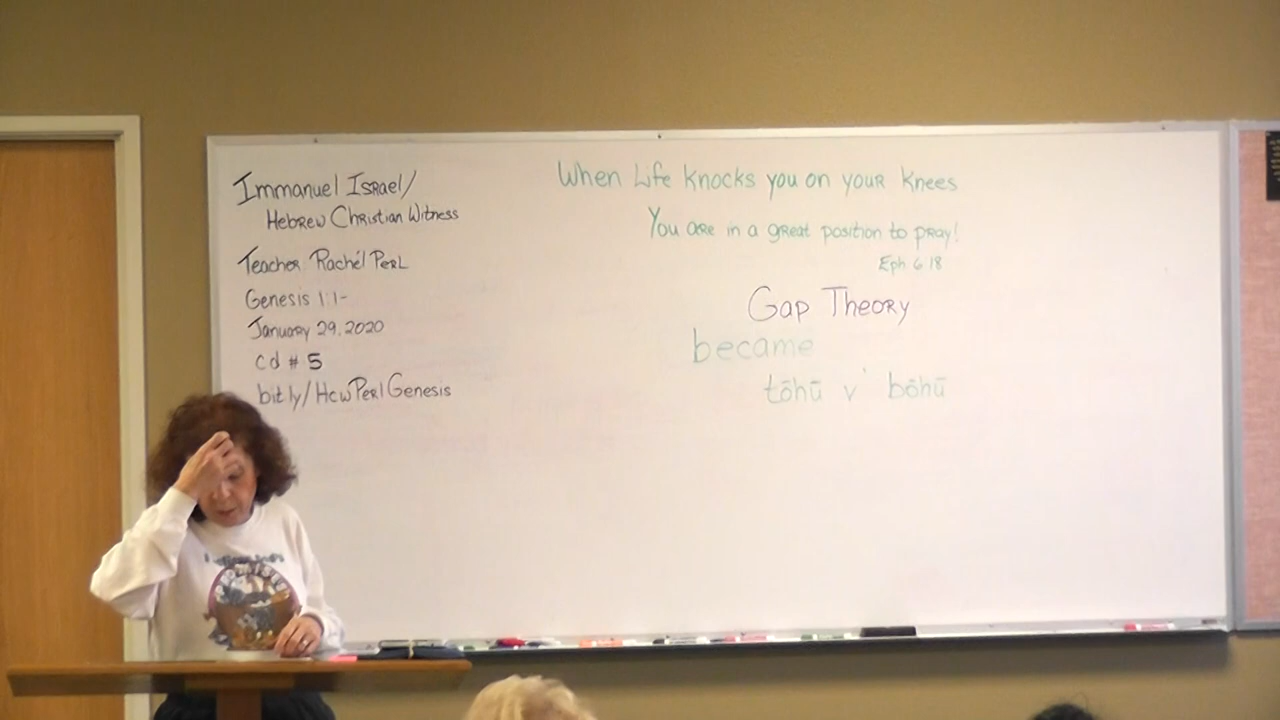 Immanuel Israel/
Hebrew Christian Witness
Teacher: Rachél Perl
Genesis 1:1-
January 29, 2020
cd # 5
bit.ly/HcwPerlGenesis
When Life Knocks you on your Knees
You are in a great position to pray!
Eph 6:18
Gap Theory
became
tōhū v' bōhū